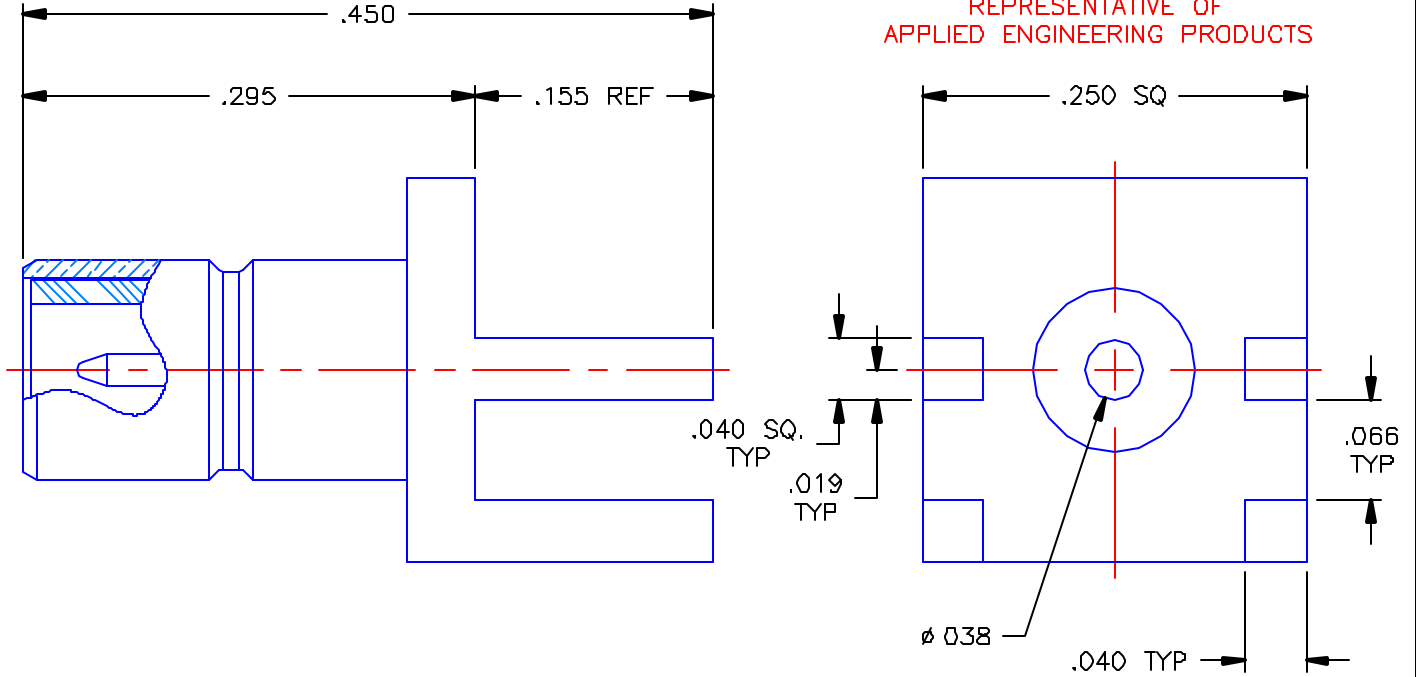 .450
REPRESENTATIVE OF
APPLIED ENGINEERING PRODUCTS
.295
.155 REF
.250 SQ
.040 SQ.
TYP
.019
TYP
.066
TYP
ø 038
.040 TYP